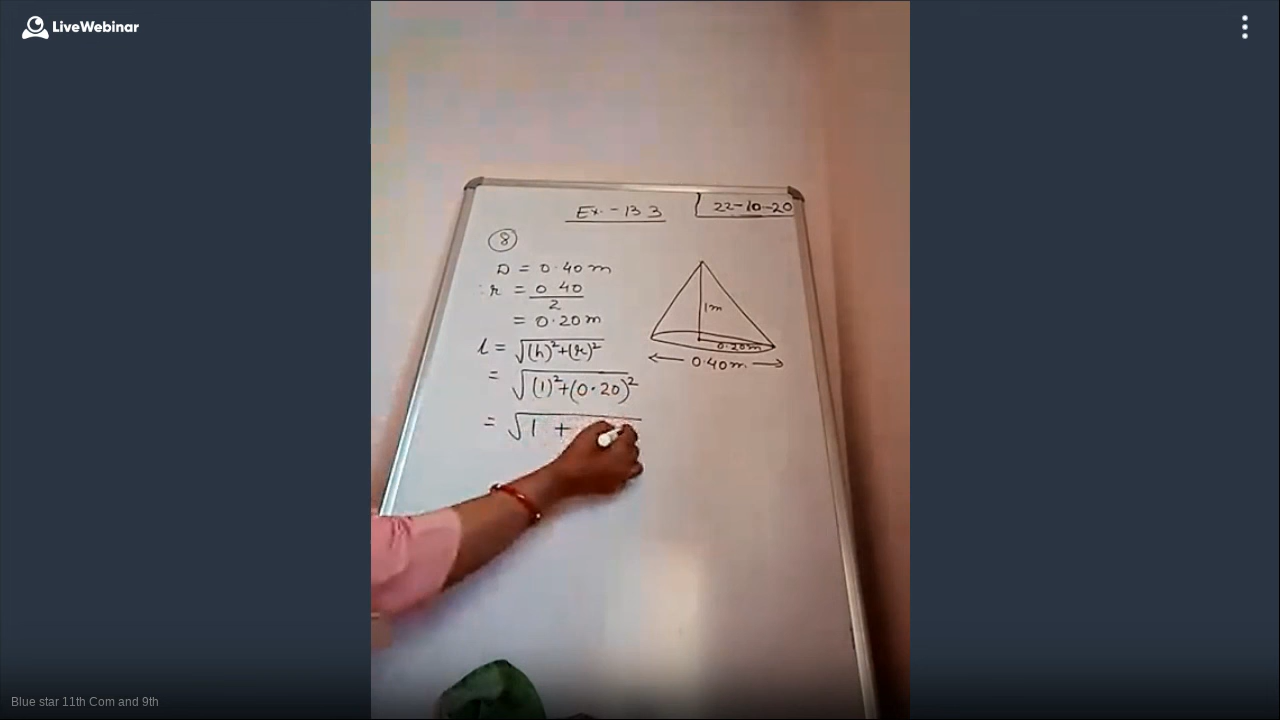 LiveWebinar
Ex. - 13.3
22-10-20
8
D = 0.40 m
∴ r = 0.40
2
= 0.20 m
l = √(h)²+(r)²
= √(1)²+(0.20)²
= √1 +
1m
0.20m
0.40m
Blue star 11th Com and 9th